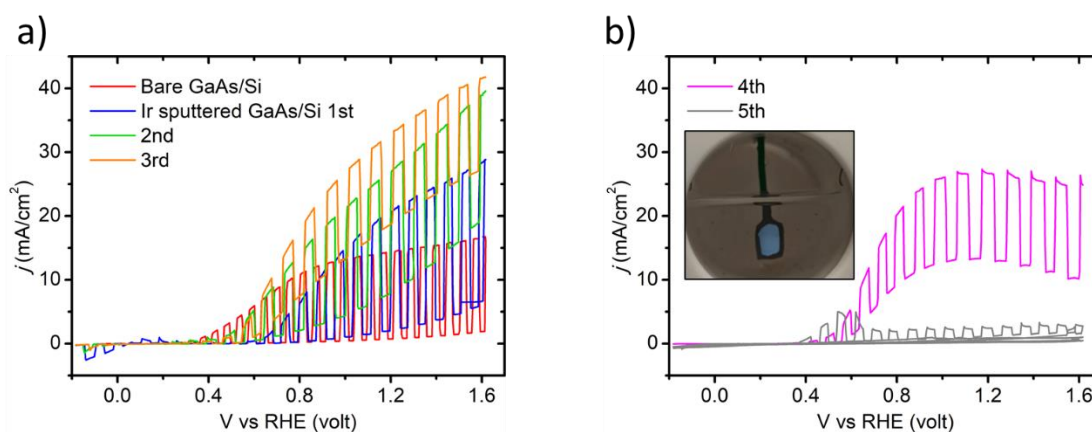 a)
Bare GaAs/Si
Ir sputtered GaAs/Si 1st
2nd
3rd
40
30
20
10
0
j (mA/cm²)
0.0 0.4 0.8 1.2 1.6
V vs RHE (volt)
b)
4th
5th
40
30
20
10
0
j (mA/cm²)
0.0 0.4 0.8 1.2 1.6
V vs RHE (volt)